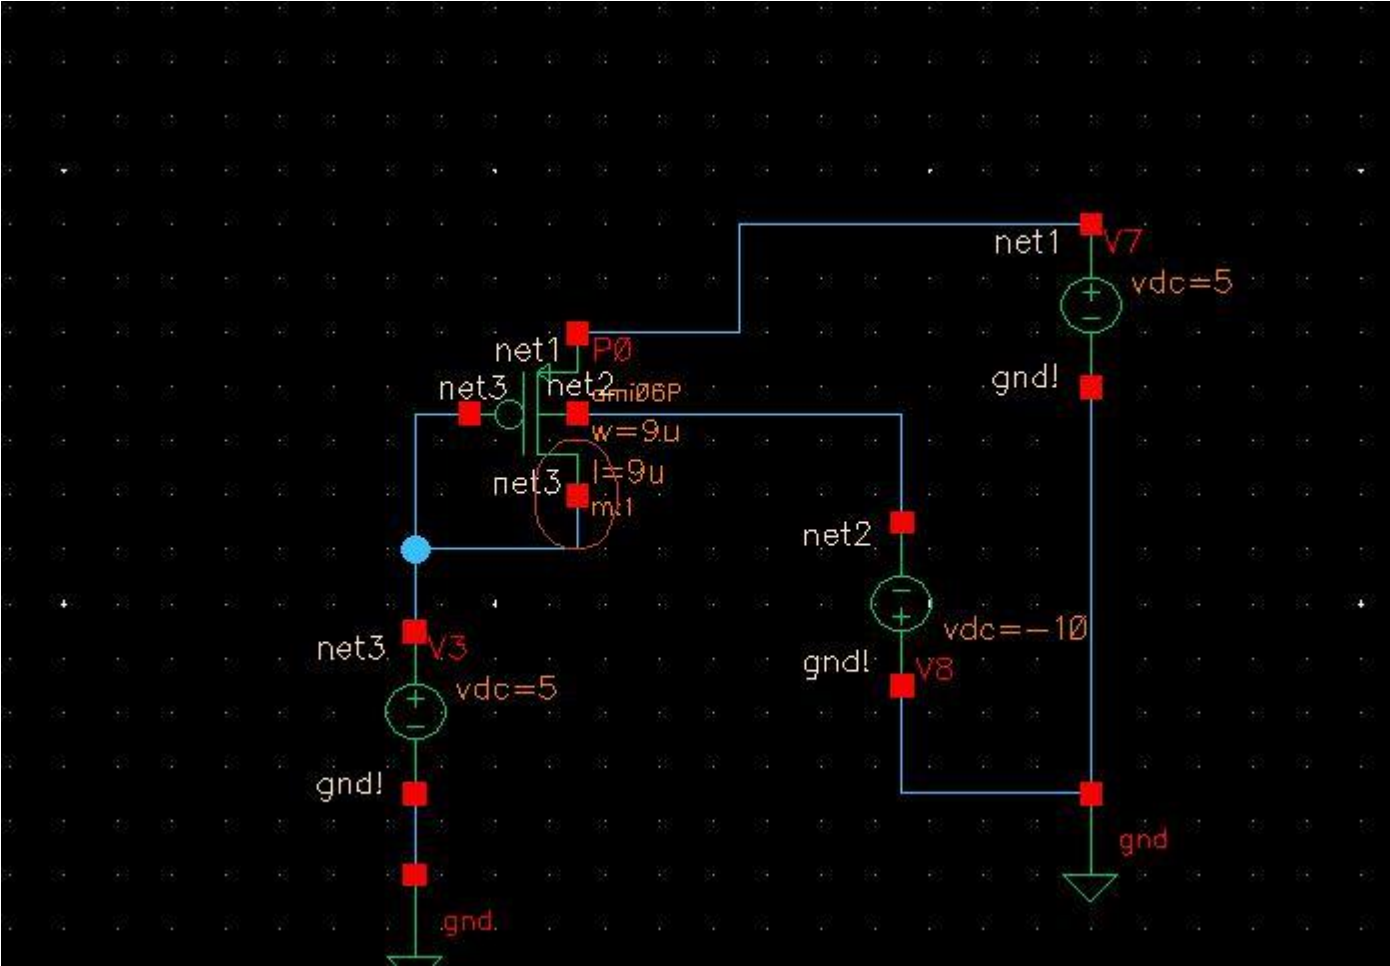 net1
V7
vdc=5
net1
PØ
net3
net2
ami06P
gnd!
w=9u
l=9u
net3
m:1
net2
vdc=-10
net3
V3
gnd!
V8
vdc=5
gnd!
gnd
gnd